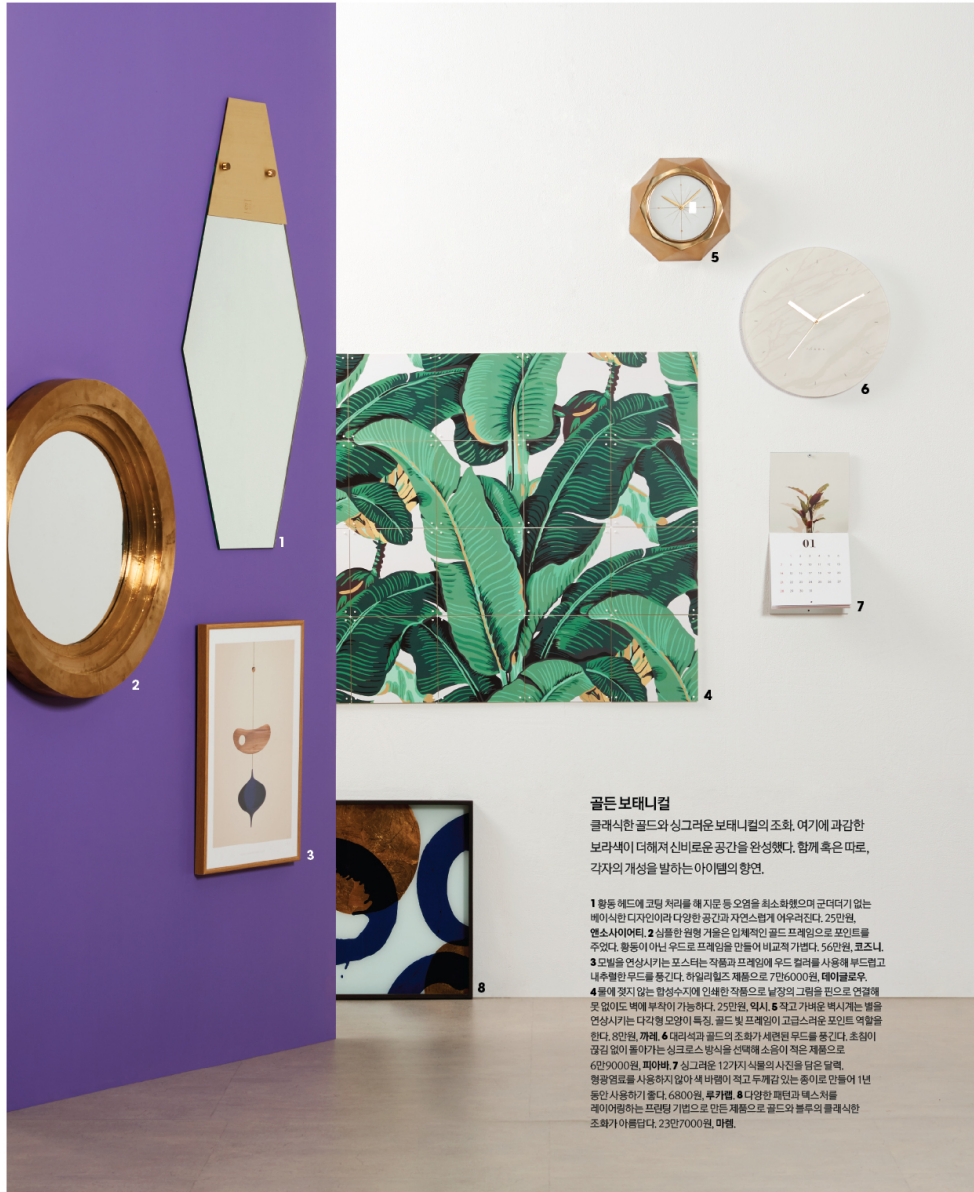 5
6
1
01
7
2
4
3
8
골든 보태니컬
클래식한 골드와 싱그러운 보태니컬의 조화. 여기에 과감한
보라색이 더해져 신비로운 공간을 완성했다. 함께 혹은 따로,
각자의 개성을 발하는 아이템의 향연.
1 황동 헤드에 코팅 처리를 해 지문 등 오염을 최소화했으며 군더더기 없는
베이식한 디자인이라 다양한 공간과 자연스럽게 어우러진다. 25만원,
앤소사이어티. 2 심플한 원형 거울은 입체적인 골드 프레임으로 포인트를
주었다. 황동이 아닌 우드로 프레임을 만들어 비교적 가볍다. 56만원, 코즈니.
3 모빌을 연상시키는 포스터는 작품과 프레임에 우드 컬러를 사용해 부드럽고
내추럴한 무드를 풍긴다. 하일리힐즈 제품으로 7만6000원, 데이글로우.
4 물에 젖지 않는 합성수지에 인쇄한 작품으로 낱장의 그림을 핀으로 연결해
못 없이도 벽에 부착이 가능하다. 25만원, 익시. 5 작고 가벼운 벽시계는 별을
연상시키는 다각형 모양이 특징. 골드 빛 프레임이 고급스러운 포인트 역할을
한다. 8만원, 까레. 6 대리석과 골드의 조화가 세련된 무드를 풍긴다. 초침이
끊김 없이 돌아가는 싱크로스 방식을 선택해 소음이 적은 제품으로
6만9000원, 피아바. 7 싱그러운 12가지 식물의 사진을 담은 달력.
형광염료를 사용하지 않아 색 바램이 적고 두께감 있는 종이로 만들어 1년
동안 사용하기 좋다. 6800원, 루카랩. 8 다양한 패턴과 텍스처를
레이어링하는 프린팅 기법으로 만든 제품으로 골드와 블루의 클래식한
조화가 아름답다. 23만7000원, 마렘.